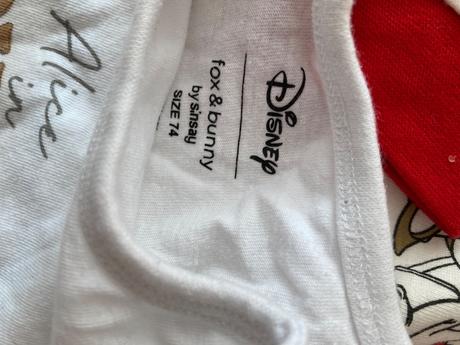 Disney
fox & bunny
by sinsay
SIZE 74
Alice
in